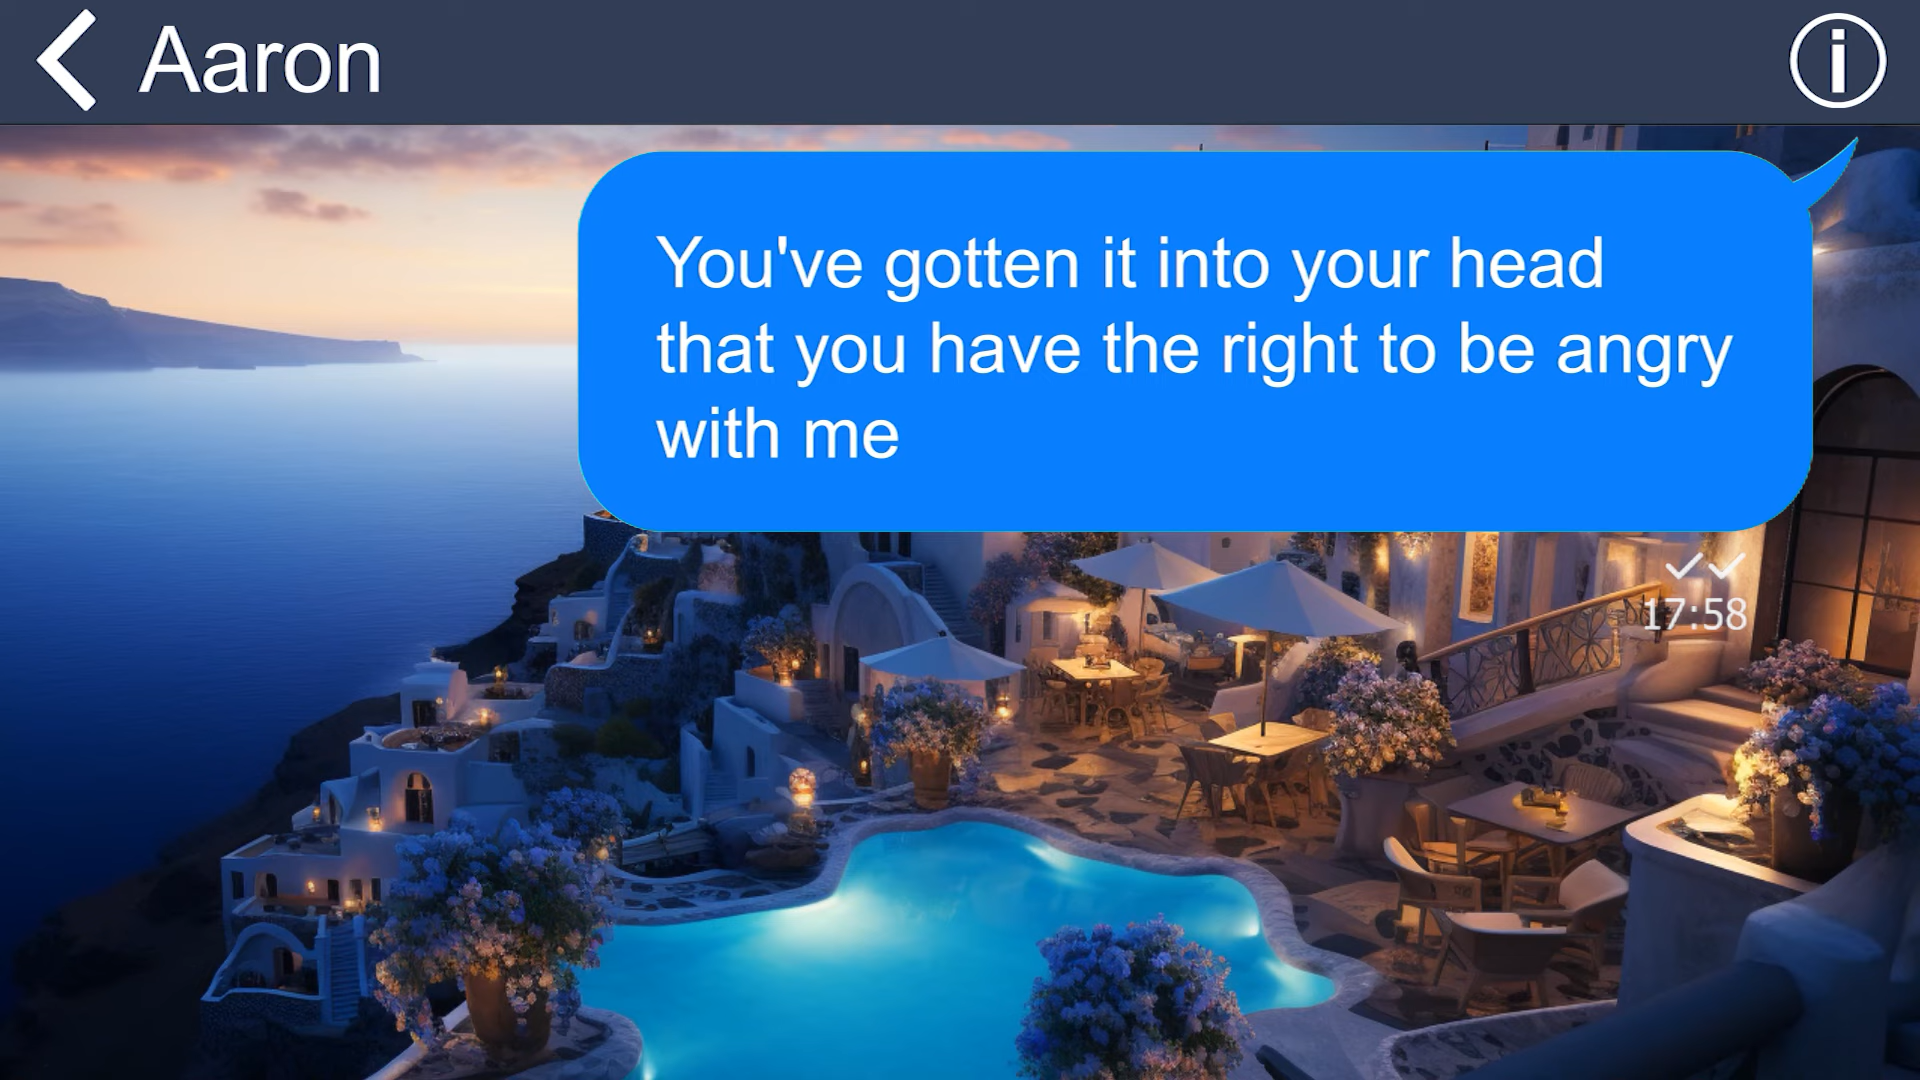 Aaron
You've gotten it into your head
that you have the right to be angry
with me
17:58